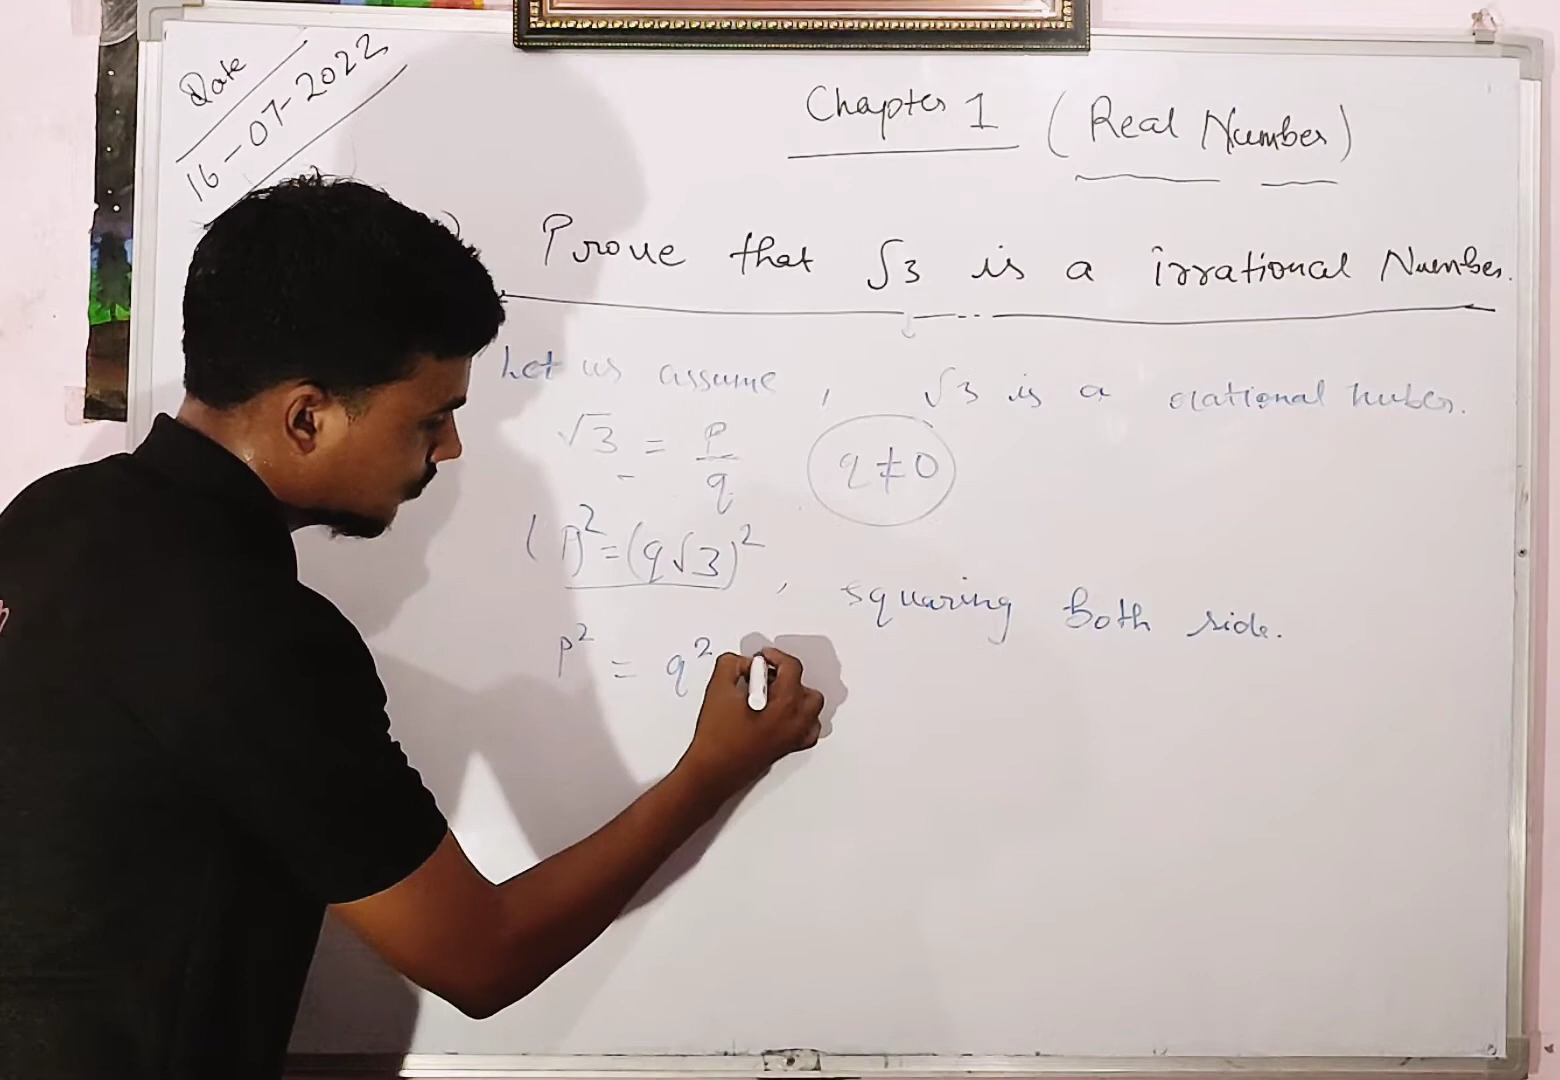 Date
16-07-2022
Chapter 1 (Real Number)
Prove that √3 is a irrational Number.
Let us assume, √3 is a rational nuber.
√3 = p/q q≠0
(p)²=(q√3)², squaring both side.
p² = q²